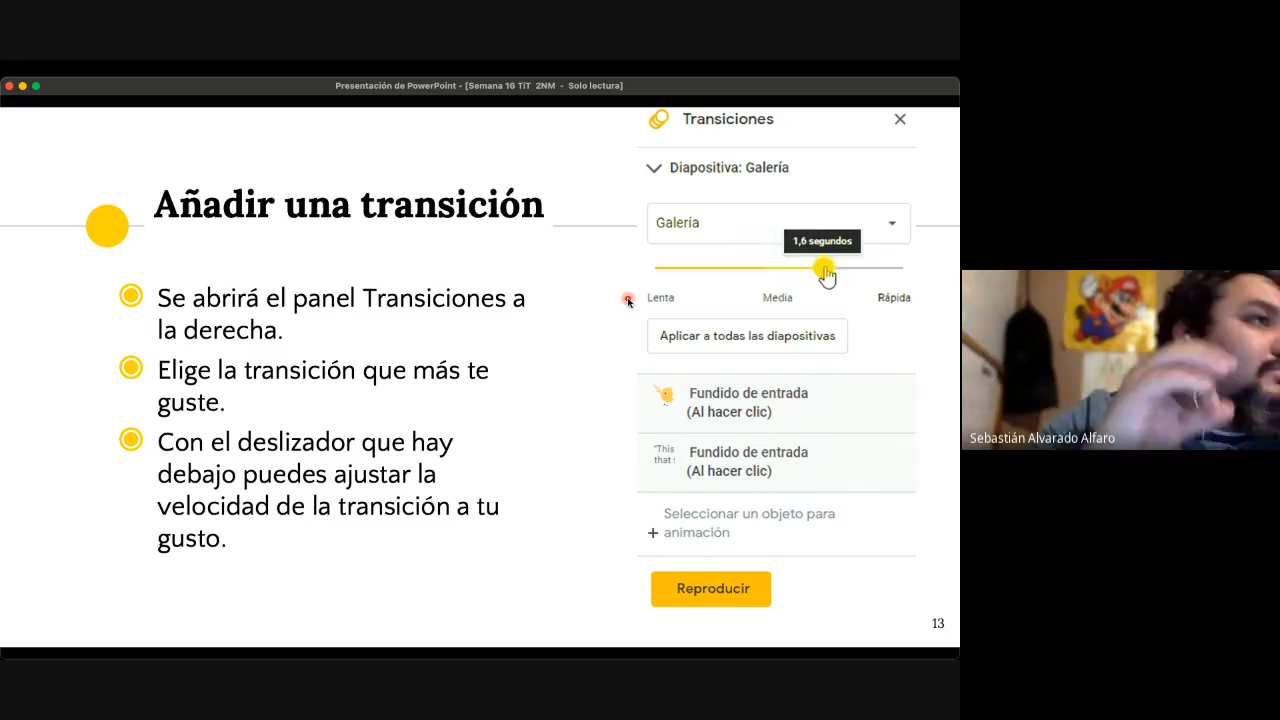 Presentación de PowerPoint - [Semana 16 TiT 2NM - Solo lectura]
Añadir una transición
Se abrirá el panel Transiciones a
la derecha.
Elige la transición que más te
guste.
Con el deslizador que hay
debajo puedes ajustar la
velocidad de la transición a tu
gusto.
Transiciones
Diapositiva: Galería
Galería
1,6 segundos
Lenta Media Rápida
Aplicar a todas las diapositivas
Fundido de entrada
(Al hacer clic)
"This
that s
Fundido de entrada
(Al hacer clic)
Seleccionar un objeto para
+ animación
Reproducir
13
Sebastián Alvarado Alfaro